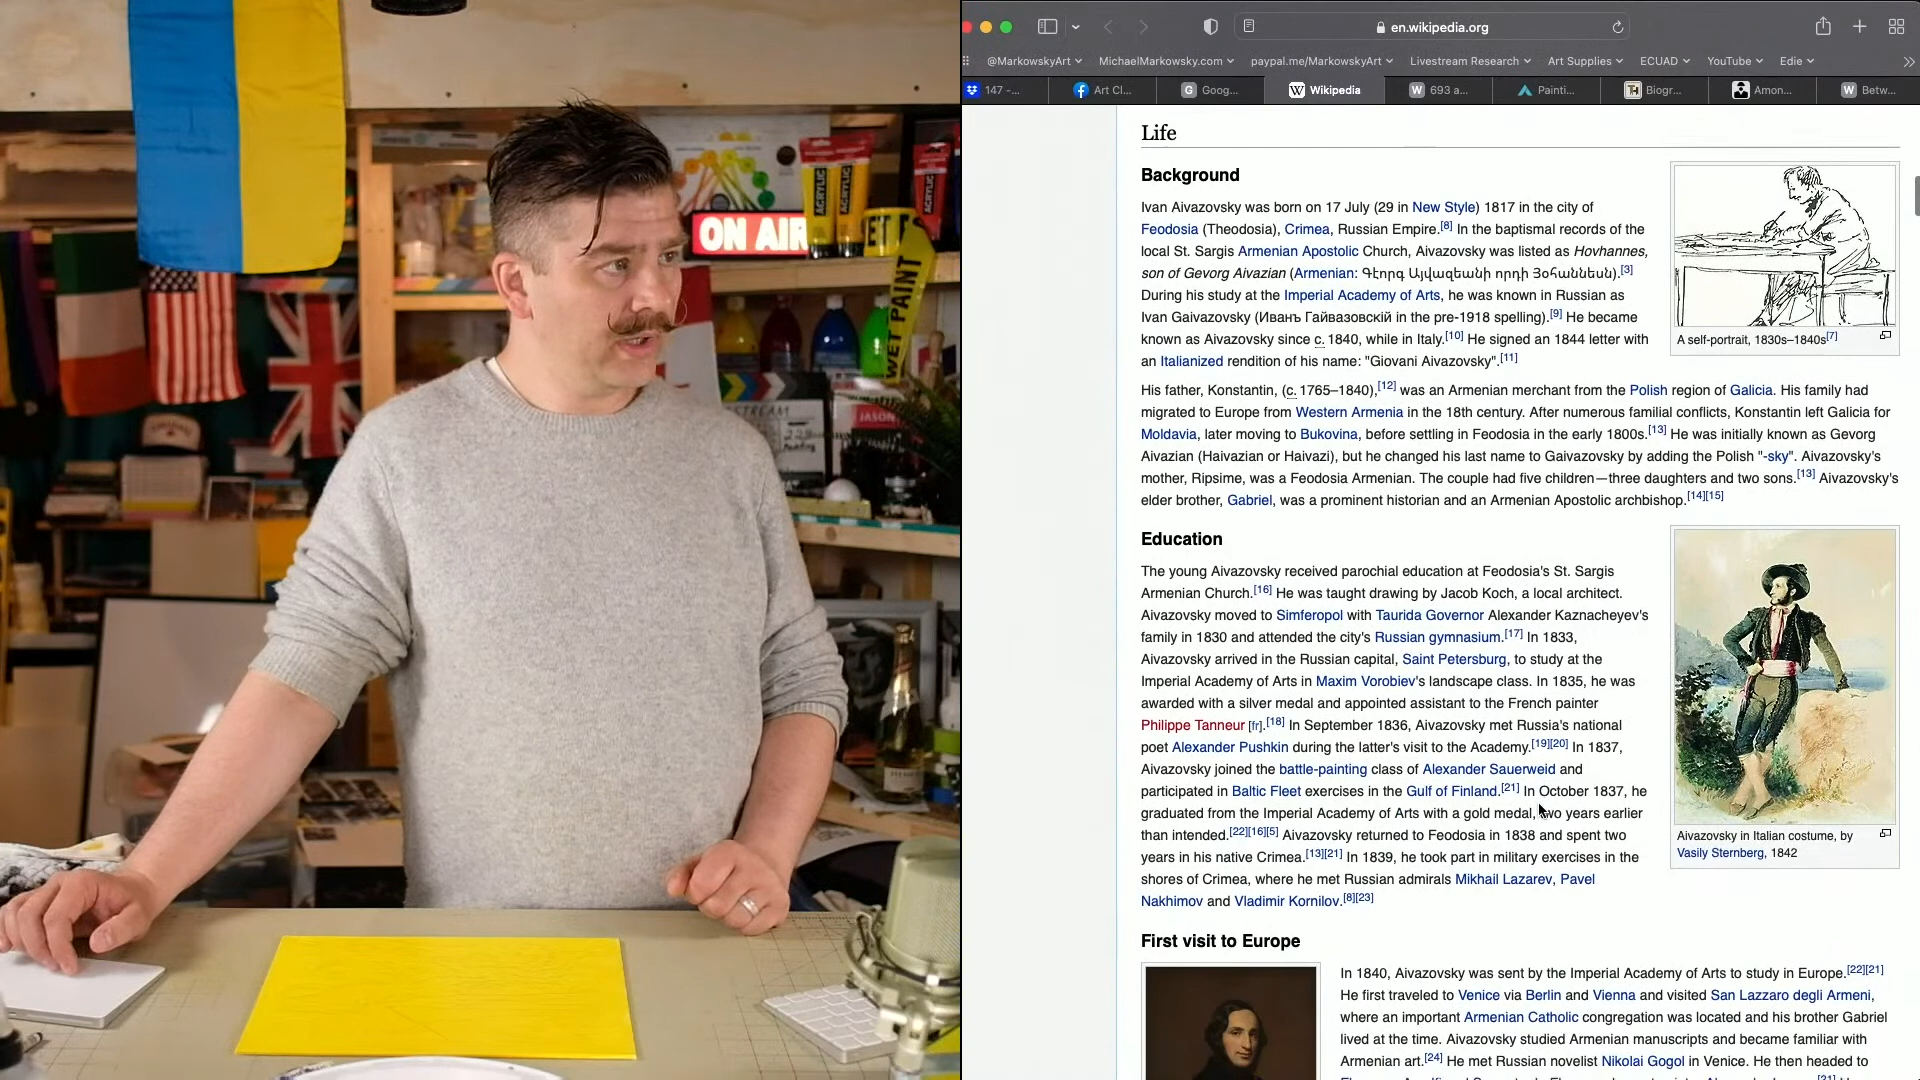 ON AIR
WET PAINT
JASON
en.wikipedia.org
@MarkowskyArt MichaelMarkowsky.com paypal.me/MarkowskyArt Livestream Research Art Supplies ECUAD YouTube Edie
147 -... Art Cl... Goog... Wikipedia 693 a... Painti... Biogr... Amon... Betw...
Life
Background
Ivan Aivazovsky was born on 17 July (29 in New Style) 1817 in the city of
Feodosia (Theodosia), Crimea, Russian Empire.[8] In the baptismal records of the
local St. Sargis Armenian Apostolic Church, Aivazovsky was listed as Hovhannes,
son of Gevorg Aivazian (Armenian: Գէորգ Այվազեանի որդի Յօհաննեսն).[3]
During his study at the Imperial Academy of Arts, he was known in Russian as
Ivan Gaivazovsky (Иванъ Гайвазовскій in the pre-1918 spelling).[9] He became
known as Aivazovsky since c. 1840, while in Italy.[10] He signed an 1844 letter with
an Italianized rendition of his name: "Giovani Aivazovsky".[11]
A self-portrait, 1830s–1840s[7]
His father, Konstantin, (c. 1765–1840),[12] was an Armenian merchant from the Polish region of Galicia. His family had
migrated to Europe from Western Armenia in the 18th century. After numerous familial conflicts, Konstantin left Galicia for
Moldavia, later moving to Bukovina, before settling in Feodosia in the early 1800s.[13] He was initially known as Gevorg
Aivazian (Haivazian or Haivazi), but he changed his last name to Gaivazovsky by adding the Polish "-sky". Aivazovsky's
mother, Ripsime, was a Feodosia Armenian. The couple had five children—three daughters and two sons.[13] Aivazovsky's
elder brother, Gabriel, was a prominent historian and an Armenian Apostolic archbishop.[14][15]
Education
The young Aivazovsky received parochial education at Feodosia's St. Sargis
Armenian Church.[16] He was taught drawing by Jacob Koch, a local architect.
Aivazovsky moved to Simferopol with Taurida Governor Alexander Kaznacheyev's
family in 1830 and attended the city's Russian gymnasium.[17] In 1833,
Aivazovsky arrived in the Russian capital, Saint Petersburg, to study at the
Imperial Academy of Arts in Maxim Vorobiev's landscape class. In 1835, he was
awarded with a silver medal and appointed assistant to the French painter
Philippe Tanneur [fr].[18] In September 1836, Aivazovsky met Russia's national
poet Alexander Pushkin during the latter's visit to the Academy.[19][20] In 1837,
Aivazovsky joined the battle-painting class of Alexander Sauerweid and
participated in Baltic Fleet exercises in the Gulf of Finland.[21] In October 1837, he
graduated from the Imperial Academy of Arts with a gold medal, two years earlier
than intended.[22][16][5] Aivazovsky returned to Feodosia in 1838 and spent two
years in his native Crimea.[13][21] In 1839, he took part in military exercises in the
shores of Crimea, where he met Russian admirals Mikhail Lazarev, Pavel
Nakhimov and Vladimir Kornilov.[8][23]
Aivazovsky in Italian costume, by
Vasily Sternberg, 1842
First visit to Europe
In 1840, Aivazovsky was sent by the Imperial Academy of Arts to study in Europe.[22][21]
He first traveled to Venice via Berlin and Vienna and visited San Lazzaro degli Armeni,
where an important Armenian Catholic congregation was located and his brother Gabriel
lived at the time. Aivazovsky studied Armenian manuscripts and became familiar with
Armenian art.[24] He met Russian novelist Nikolai Gogol in Venice. He then headed to